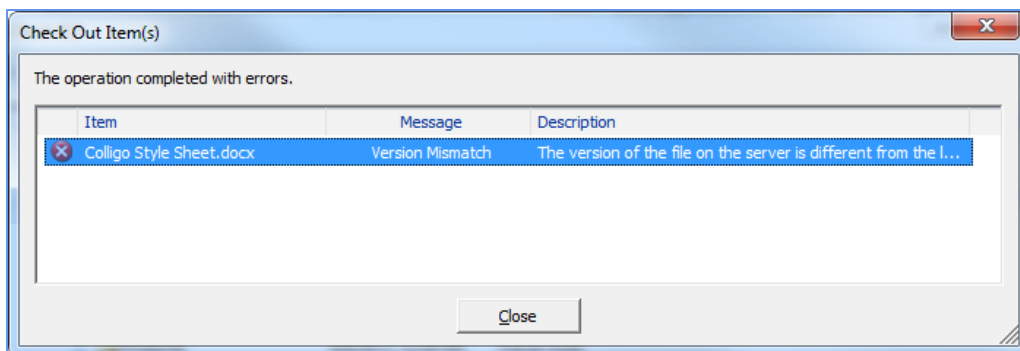 Check Out Item(s)
The operation completed with errors.
Item Message Description
Colligo Style Sheet.docx Version Mismatch The version of the file on the server is different from the l...
Close